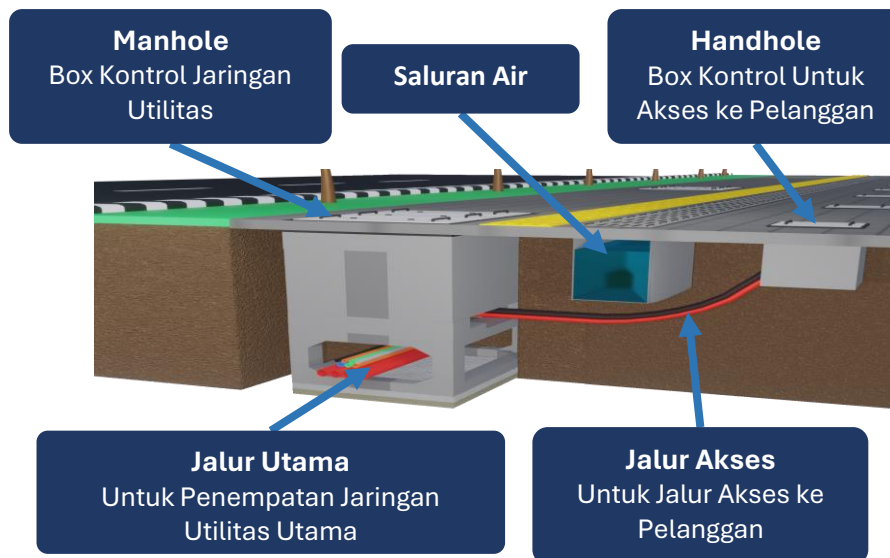 Manhole
Box Kontrol Jaringan
Utilitas
Saluran Air
Handhole
Box Kontrol Untuk
Akses ke Pelanggan
Jalur Utama
Untuk Penempatan Jaringan
Utilitas Utama
Jalur Akses
Untuk Jalur Akses ke
Pelanggan